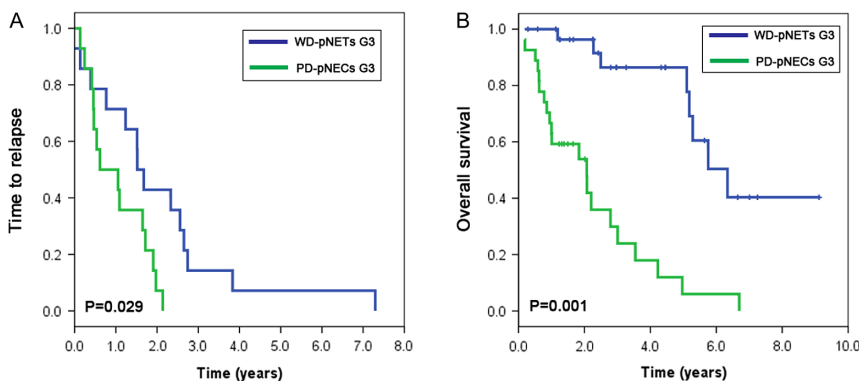 A
WD-pNETs G3
PD-pNECs G3
Time to relapse
1.0
0.8
0.6
0.4
0.2
0.0
P=0.029
0.0 1.0 2.0 3.0 4.0 5.0 6.0 7.0 8.0
Time (years)
B
WD-pNETs G3
PD-pNECs G3
Overall survival
1.0
0.8
0.6
0.4
0.2
0.0
P=0.001
0.0 2.0 4.0 6.0 8.0 10.0
Time (years)